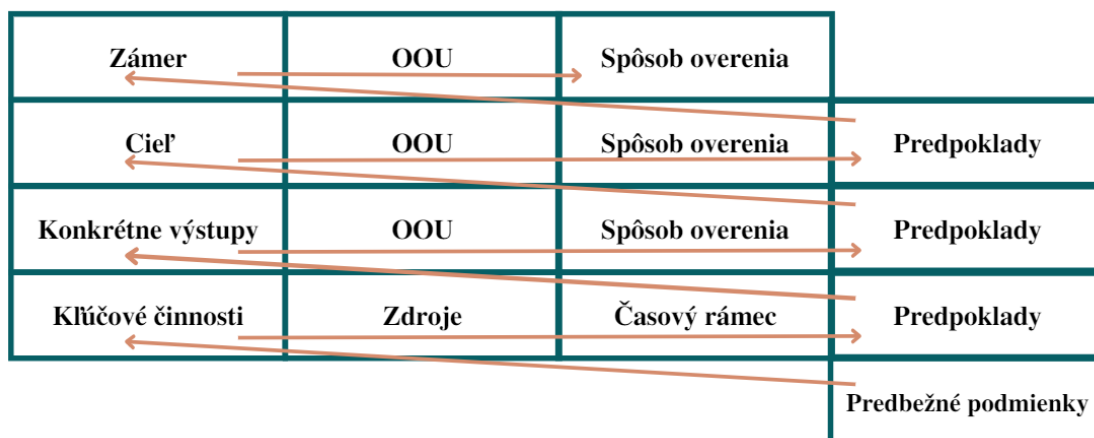 Zámer OOU Spôsob overenia
Cieľ OOU Spôsob overenia Predpoklady
Konkrétne výstupy OOU Spôsob overenia Predpoklady
Kľúčové činnosti Zdroje Časový rámec Predpoklady
Predbežné podmienky